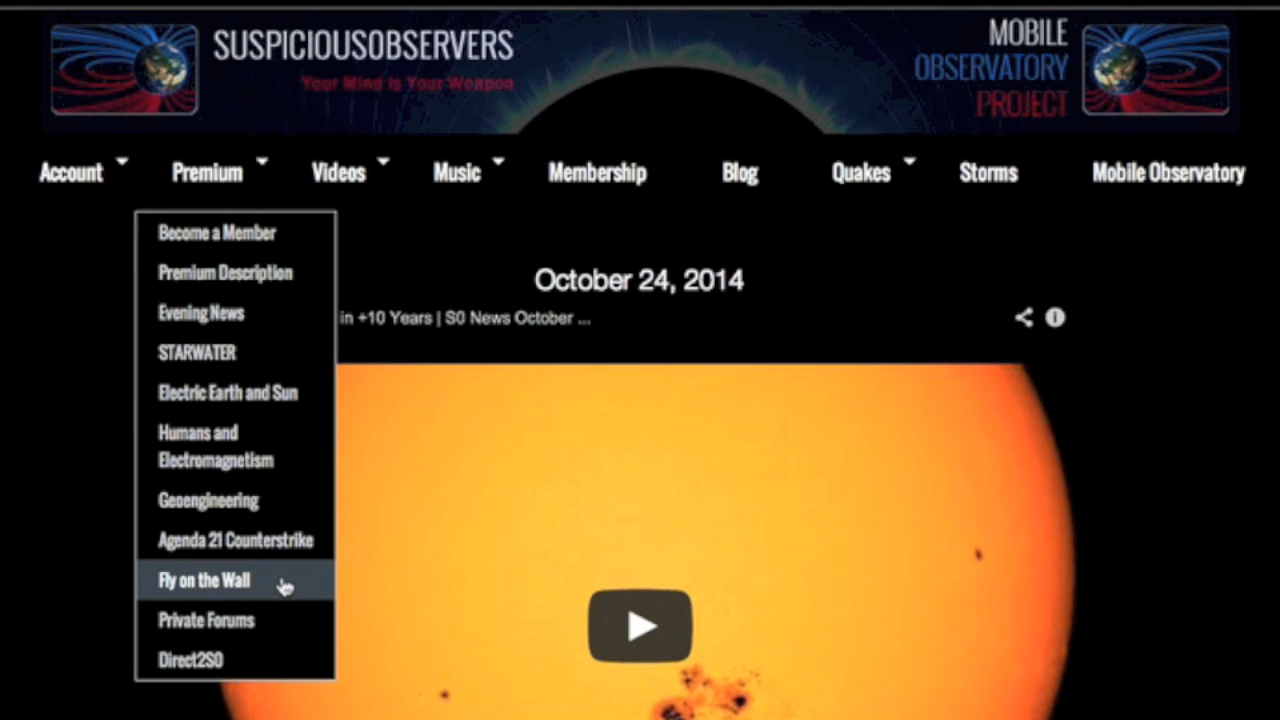 SUSPICIOUSOBSERVERS
Your Mind is Your Weapon
MOBILE
OBSERVATORY
PROJECT
Account
Premium
Videos
Music
Membership
Blog
Quakes
Storms
Mobile Observatory
Become a Member
Premium Description
Evening News
STARWATER
Electric Earth and Sun
Humans and
Electromagnetism
Geoengineering
Agenda 21 Counterstrike
Fly on the Wall
Private Forums
Direct2S0
October 24, 2014
in +10 Years | S0 News October ...